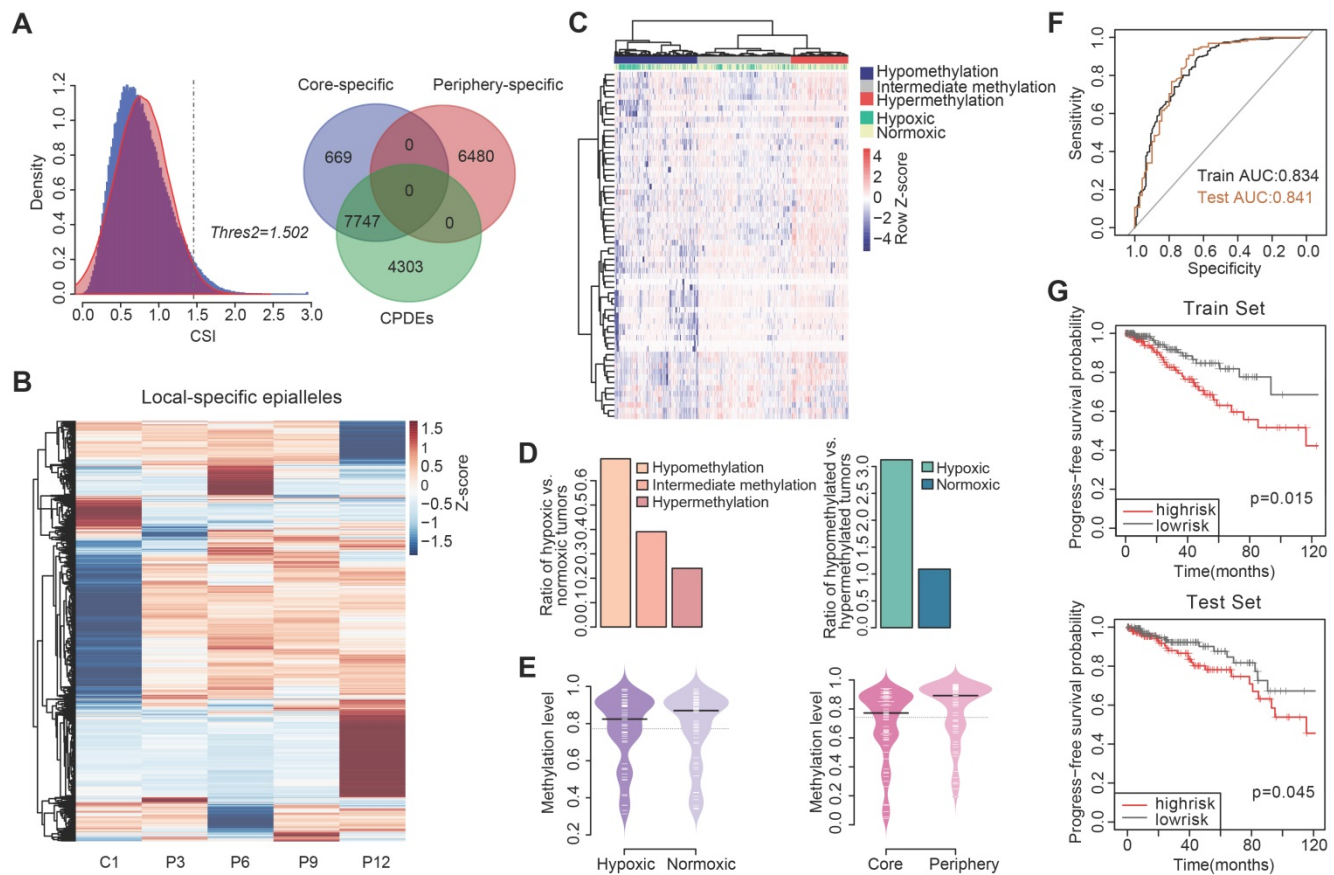 A
1.2
1.0
0.8
0.6
0.4
0.2
0.0
Density
0.0 0.5 1.0 1.5 2.0 2.5 3.0
CSI
Thres2=1.502
Core-specific
Periphery-specific
669
0
6480
0
7747
0
4303
CPDEs
B
Local-specific epialleles
1.5
1
0.5
0
−0.5
−1
−1.5
Z-score
C1 P3 P6 P9 P12
C
Hypomethylation
Intermediate methylation
Hypermethylation
Hypoxic
Normoxic
4
2
0
−2
−4
Row Z-score
D
Ratio of hypoxic vs.
normoxic tumors
0.00.10.20.30.40.50.6
Hypomethylation
Intermediate methylation
Hypermethylation
Ratio of hypomethylated vs.
hypermethylated tumors
0.0 0.5 1.0 1.5 2.0 2.5 3.0
Hypoxic
Normoxic
E
Methylation level
1.0
0.8
0.6
0.4
0.2
Hypoxic Normoxic
Methylation level
1.0
0.8
0.6
0.4
0.2
0.0
Core Periphery
F
Sensitivity
1.0
0.8
0.6
0.4
0.2
0.0
Train AUC:0.834
Test AUC:0.841
1.0 0.8 0.6 0.4 0.2 0.0
Specificity
G
Train Set
Progress-free survival probability
1.0
0.8
0.6
0.4
0.2
0.0
p=0.015
highrisk
lowrisk
0 20 40 60 80 120
Time(months)
Test Set
Progress-free survival probability
1.0
0.8
0.6
0.4
0.2
0.0
p=0.045
highrisk
lowrisk
0 20 40 60 80 120
Time(months)